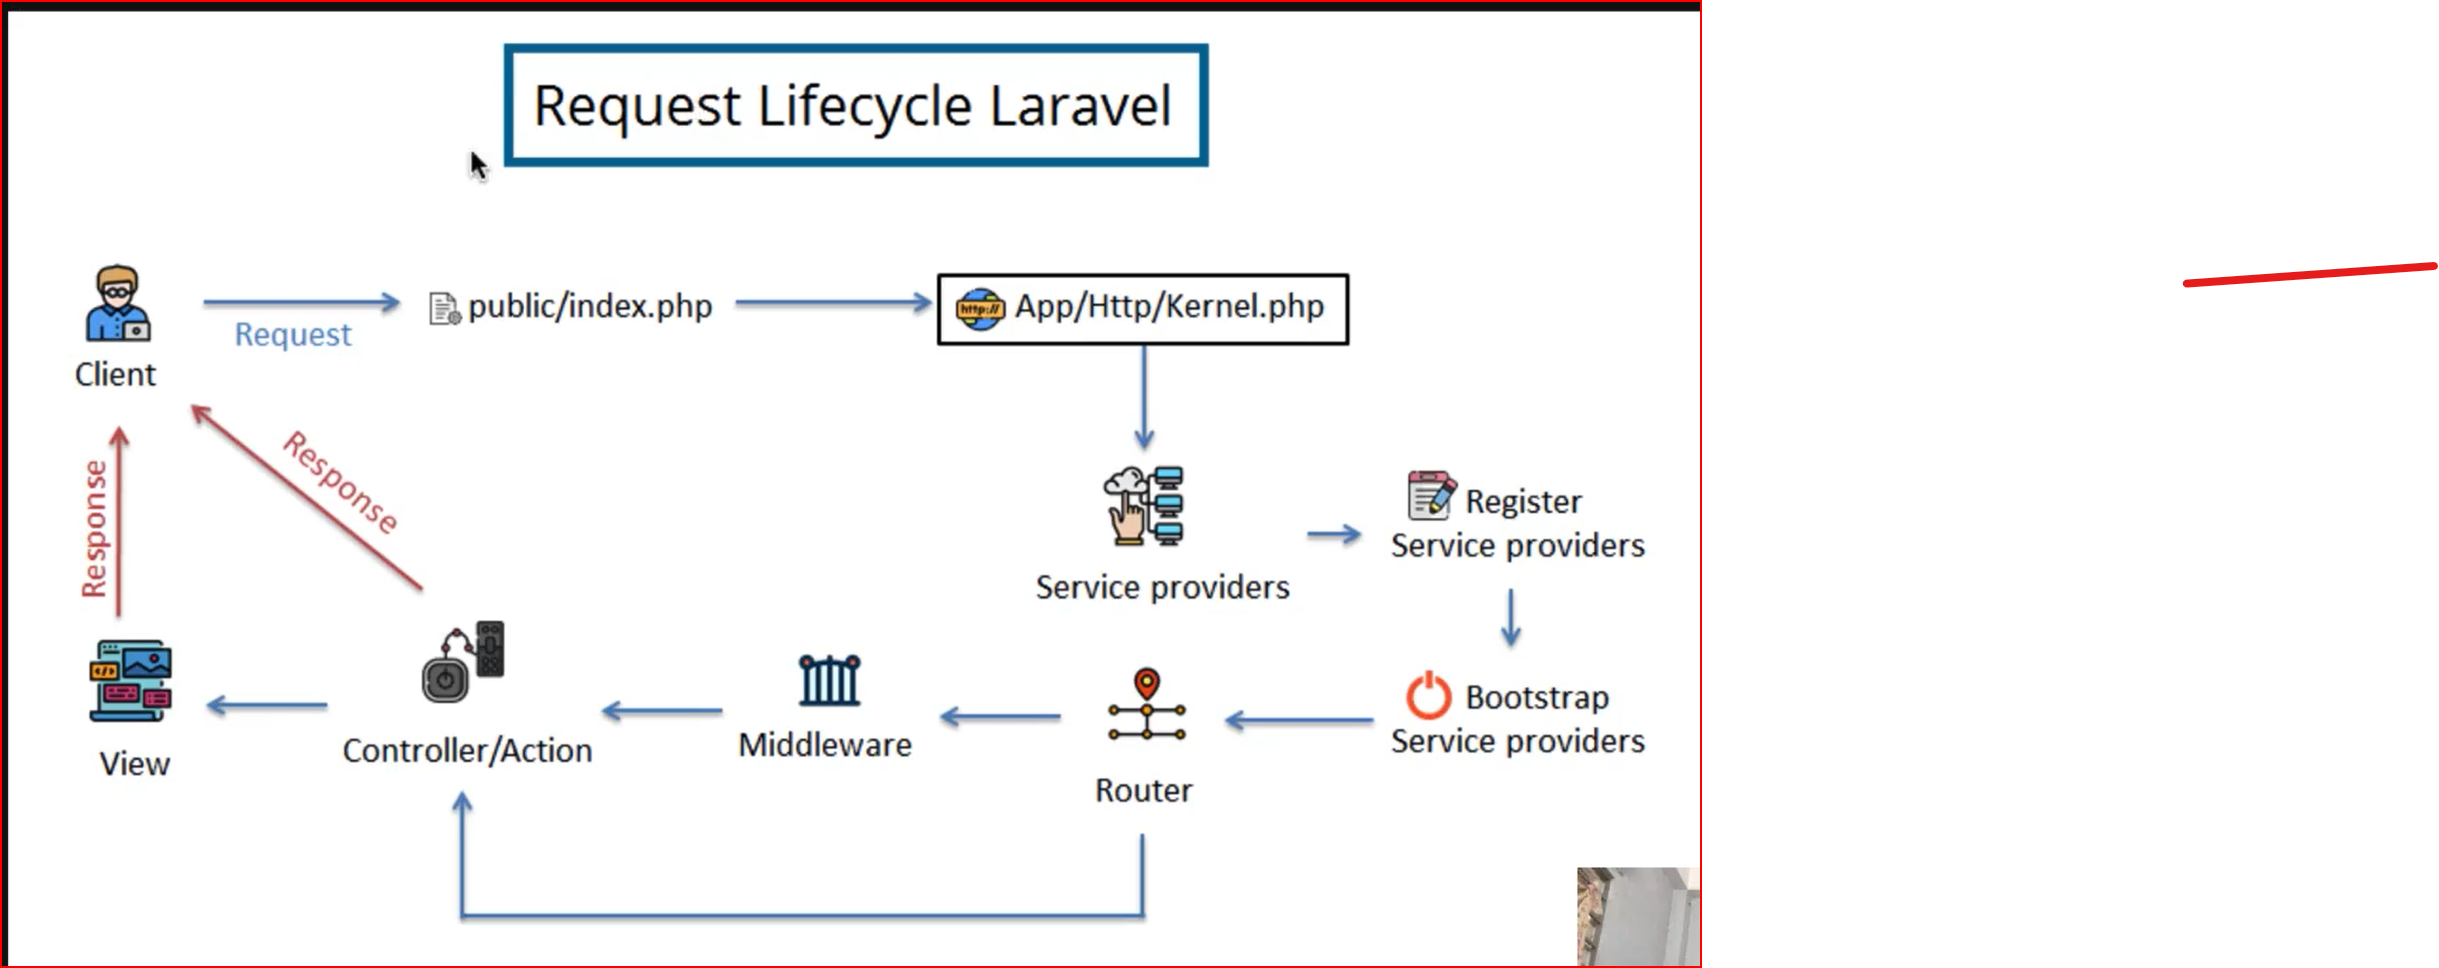 Request Lifecycle Laravel
Client
Request
public/index.php
http://
App/Http/Kernel.php
Response
Response
Service providers
Register
Service providers
Bootstrap
Service providers
Router
Middleware
Controller/Action
View